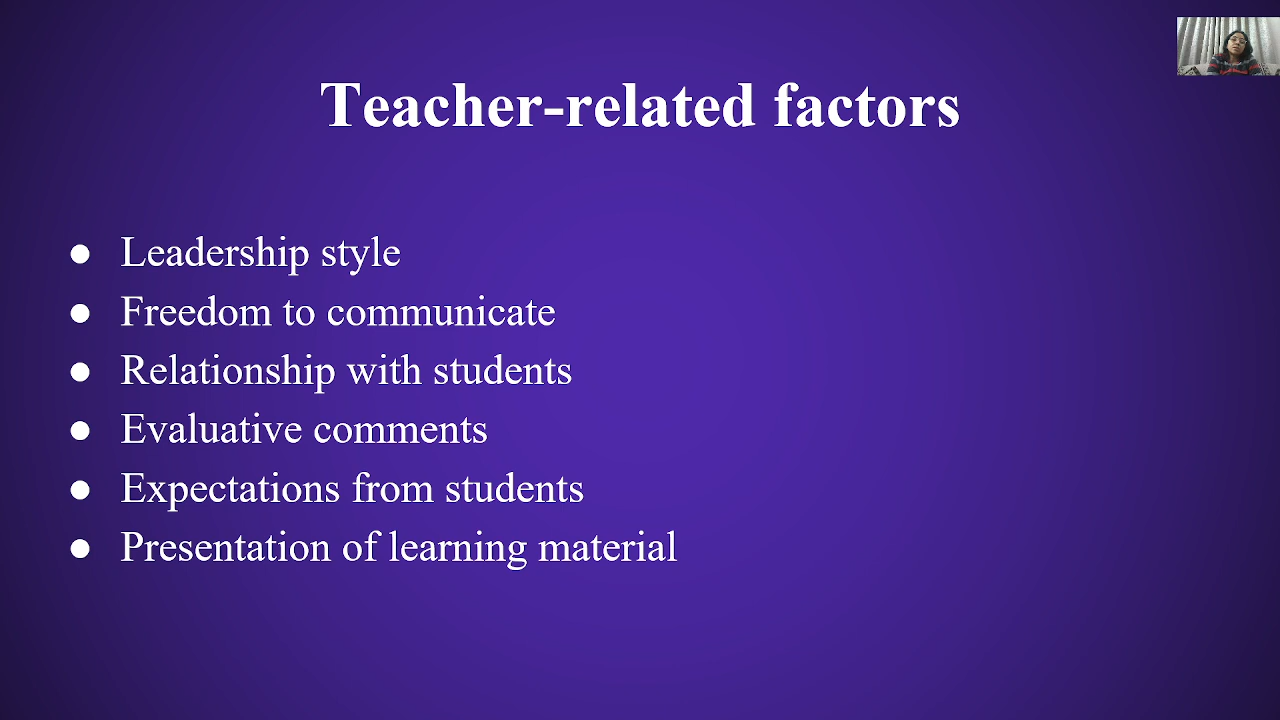 Teacher-related factors
● Leadership style
● Freedom to communicate
● Relationship with students
● Evaluative comments
● Expectations from students
● Presentation of learning material